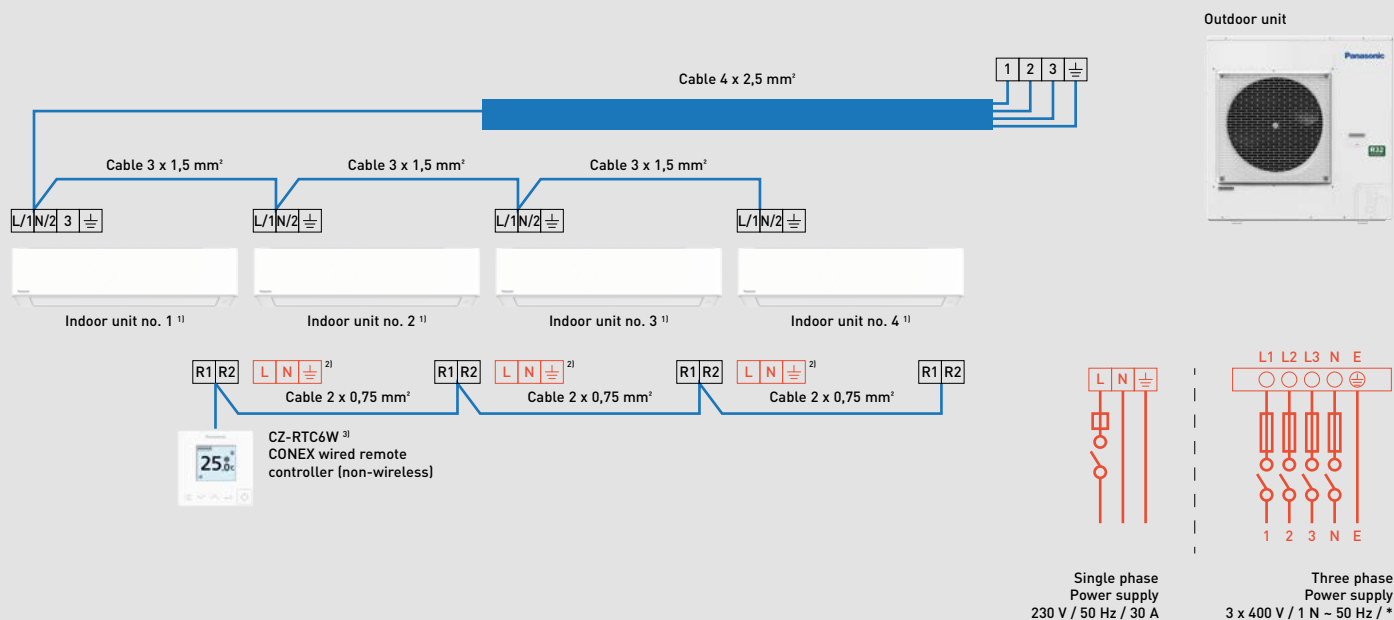 Outdoor unit
Panasonic
R32
Cable 4 x 2,5 mm²
1 2 3
Cable 3 x 1,5 mm² Cable 3 x 1,5 mm² Cable 3 x 1,5 mm²
L/1 N/2 3 L/1 N/2 L/1 N/2 L/1 N/2
Indoor unit no. 1 ¹⁾ Indoor unit no. 2 ¹⁾ Indoor unit no. 3 ¹⁾ Indoor unit no. 4 ¹⁾
R1 R2 L N ²⁾ R1 R2 L N ²⁾ R1 R2 L N ²⁾ R1 R2
Cable 2 x 0,75 mm² Cable 2 x 0,75 mm² Cable 2 x 0,75 mm²
Panasonic
25.0c
CZ-RTC6W ³⁾
CONEX wired remote
controller (non-wireless)
L N
Single phase
Power supply
230 V / 50 Hz / 30 A
L1 L2 L3 N E
1 2 3 N E
Three phase
Power supply
3 x 400 V / 1 N ~ 50 Hz / *